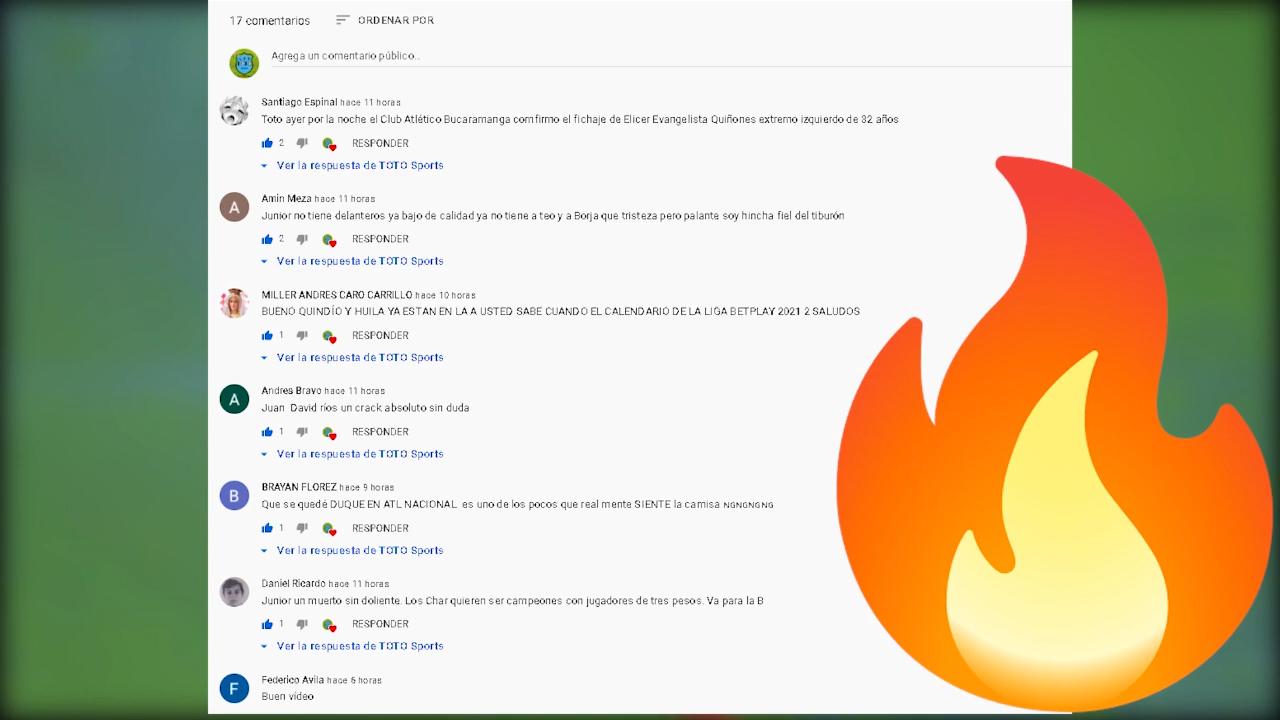 17 comentarios ORDENAR POR
Agrega un comentario público...
Santiago Espinal hace 11 horas
Toto ayer por la noche el Club Atlético Bucaramanga comfirmo el fichaje de Elicer Evangelista Quiñones extremo izquierdo de 32 años
2 RESPONDER
Ver la respuesta de TOTO Sports
A
Amin Meza hace 11 horas
Junior no tiene delanteros ya bajo de calidad ya no tiene a teo y a Borja que tristeza pero palante soy hincha fiel del tiburón
2 RESPONDER
Ver la respuesta de TOTO Sports
MILLER ANDRES CARO CARRILLO hace 10 horas
BUENO QUINDÍO Y HUILA YA ESTAN EN LA A USTED SABE CUANDO EL CALENDARIO DE LA LIGA BETPLAY 2021 2 SALUDOS
1 RESPONDER
Ver la respuesta de TOTO Sports
A
Andres Bravo hace 11 horas
Juan David ríos un crack absoluto sin duda
1 RESPONDER
Ver la respuesta de TOTO Sports
B
BRAYAN FLOREZ hace 9 horas
Que se quedé DUQUE EN ATL NACIONAL es uno de los pocos que real mente SIENTE la camisa ɴɢɴɢɴɢɴɢ
1 RESPONDER
Ver la respuesta de TOTO Sports
Daniel Ricardo hace 11 horas
Junior un muerto sin doliente. Los Char quieren ser campeones con jugadores de tres pesos. Va para la B
1 RESPONDER
Ver la respuesta de TOTO Sports
F
Federico Avila hace 6 horas
Buen vídeo